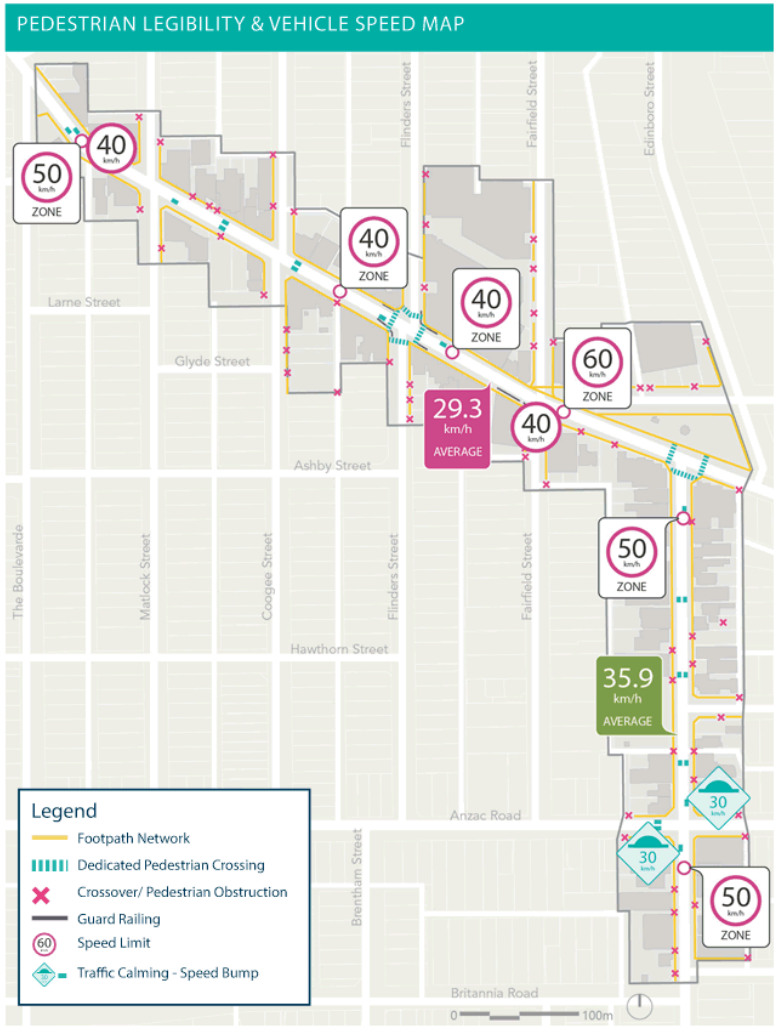 PEDESTRIAN LEGIBILITY & VEHICLE SPEED MAP
Flinders Street
Fairfield Street
Edinboro Street
40
km/h
50
km/h
ZONE
40
km/h
ZONE
40
km/h
ZONE
Larne Street
Glyde Street
60
km/h
ZONE
29.3
km/h
AVERAGE
40
km/h
Ashby Street
The Boulevarde
Matlock Street
Coogee Street
Flinders Street
Fairfield Street
50
km/h
ZONE
Hawthorn Street
35.9
km/h
AVERAGE
30
km/h
Anzac Road
30
km/h
Brentham Street
50
km/h
ZONE
Legend
Footpath Network
Dedicated Pedestrian Crossing
Crossover/ Pedestrian Obstruction
Guard Railing
60
Speed Limit
30
Traffic Calming - Speed Bump
Britannia Road
0
100m